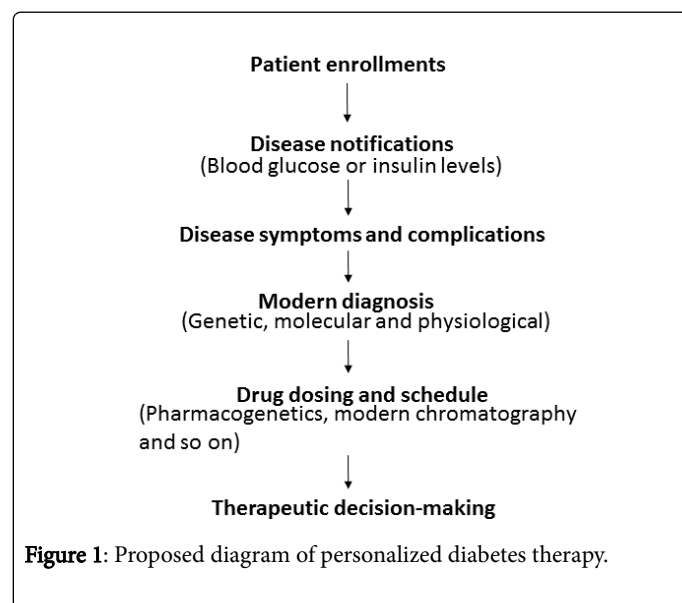 Patient enrollments
Disease notifications
(Blood glucose or insulin levels)
Disease symptoms and complications
Modern diagnosis
(Genetic, molecular and physiological)
Drug dosing and schedule
(Pharmacogenetics, modern chromatography
and so on)
Therapeutic decision-making
Figure 1: Proposed diagram of personalized diabetes therapy.